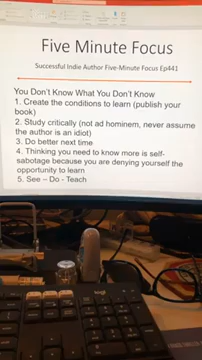 Five Minute Focus
Successful Indie Author Five-Minute Focus Ep441
You Don't Know What You Don't Know
1. Create the conditions to learn (publish your
book)
2. Study critically (not ad hominem, never assume
the author is an idiot)
3. Do better next time
4. Thinking you need to know more is self-
sabotage because you are denying yourself the
opportunity to learn
5. See – Do - Teach
logi